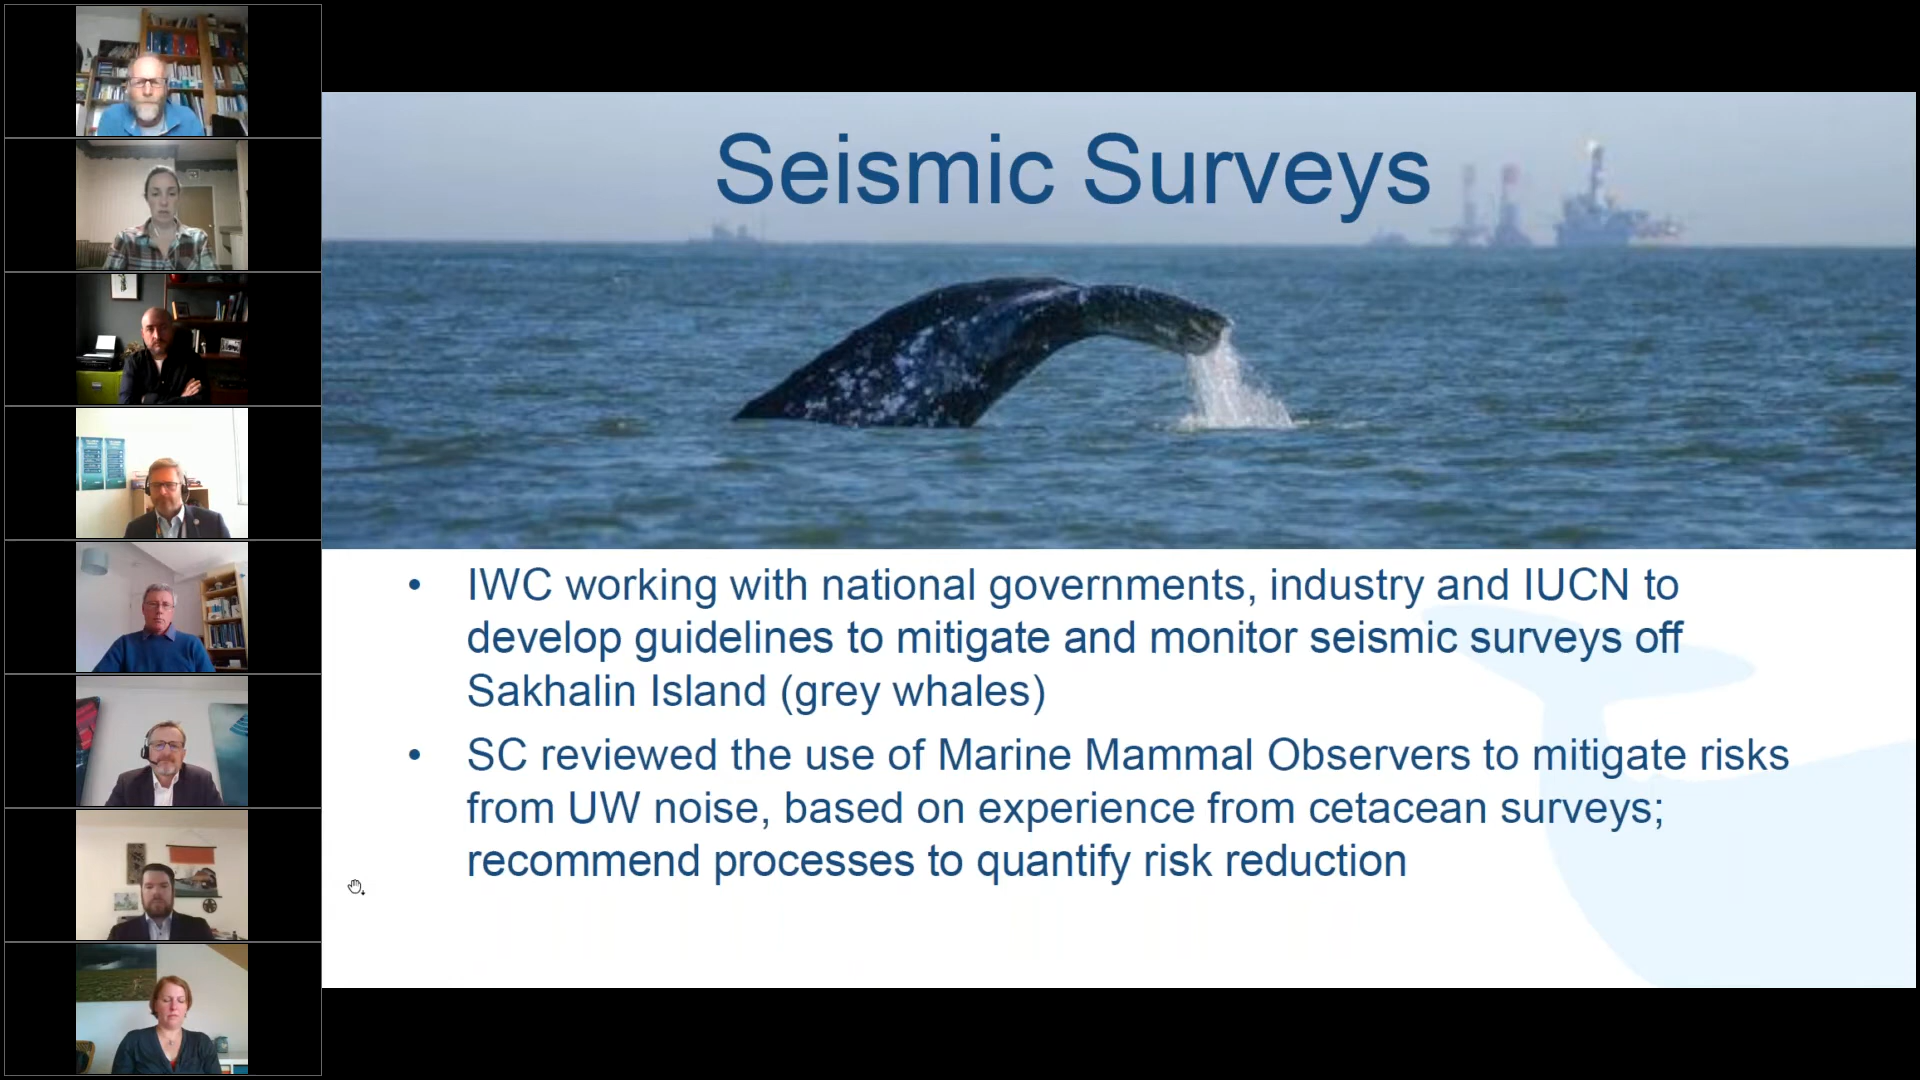 Seismic Surveys
• IWC working with national governments, industry and IUCN to
develop guidelines to mitigate and monitor seismic surveys off
Sakhalin Island (grey whales)
• SC reviewed the use of Marine Mammal Observers to mitigate risks
from UW noise, based on experience from cetacean surveys;
recommend processes to quantify risk reduction